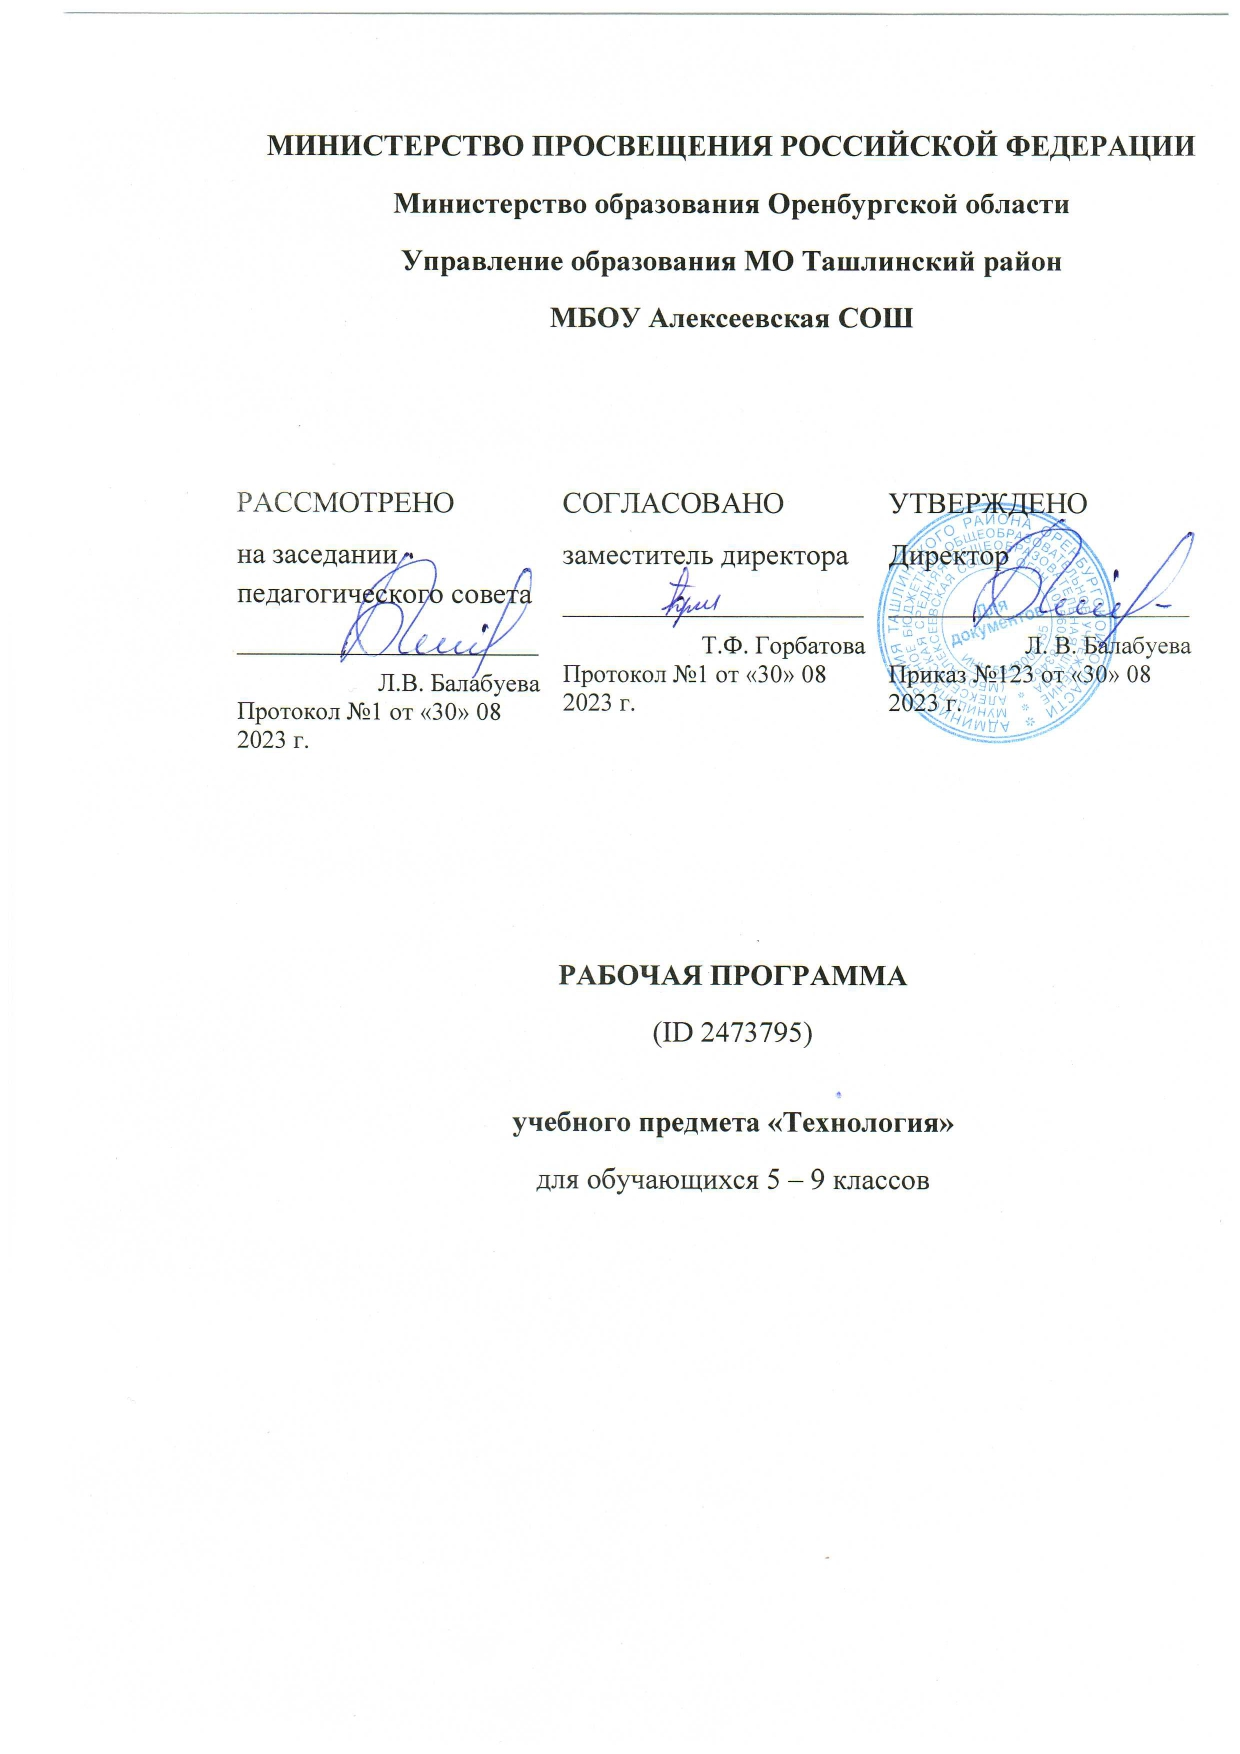 МИНИСТЕРСТВО ПРОСВЕЩЕНИЯ РОССИЙСКОЙ ФЕДЕРАЦИИ
Министерство образования Оренбургской области
Управление образования МО Ташлинский район
МБОУ Алексеевская СОШ
РАССМОТРЕНО
на заседании
педагогического совета
Л.В. Балабуева
Протокол №1 от «30» 08
2023 г.
СОГЛАСОВАНО
заместитель директора
Т.Ф. Горбатова
Протокол №1 от «30» 08
2023 г.
УТВЕРЖДЕНО
Директор
Л. В. Балабуева
Приказ №123 от «30» 08
2023 г.
Для
документов
РАБОЧАЯ ПРОГРАММА
(ID 2473795)
учебного предмета «Технология»
для обучающихся 5 – 9 классов